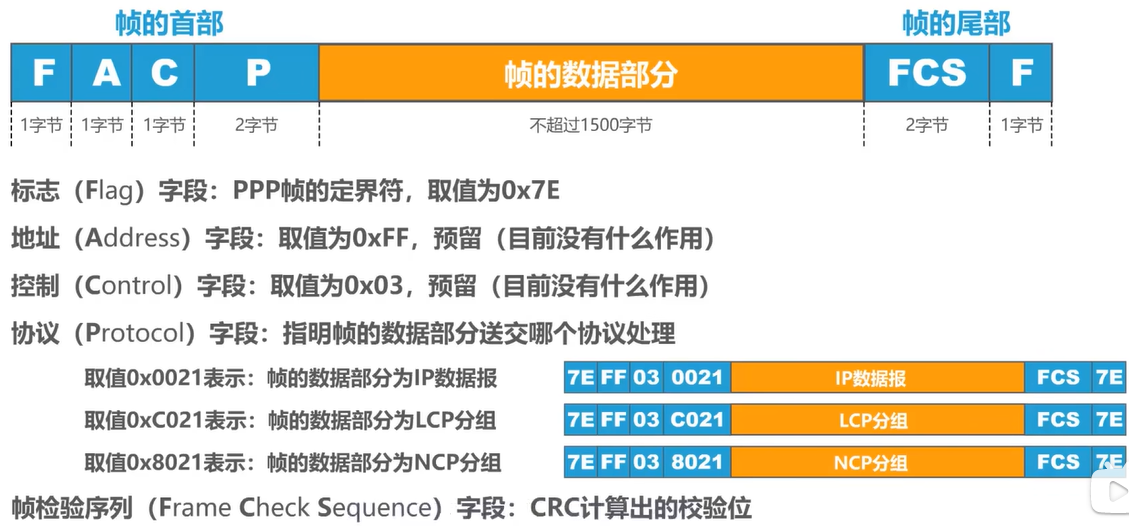 帧的首部 帧的尾部
F A C P 帧的数据部分 FCS F
1字节 1字节 1字节 2字节 不超过1500字节 2字节 1字节
标志（Flag）字段：PPP帧的定界符，取值为0x7E
地址（Address）字段：取值为0xFF，预留（目前没有什么作用）
控制（Control）字段：取值为0x03，预留（目前没有什么作用）
协议（Protocol）字段：指明帧的数据部分送交哪个协议处理
取值0x0021表示：帧的数据部分为IP数据报 7E FF 03 0021 IP数据报 FCS 7E
取值0xC021表示：帧的数据部分为LCP分组 7E FF 03 C021 LCP分组 FCS 7E
取值0x8021表示：帧的数据部分为NCP分组 7E FF 03 8021 NCP分组 FCS 7E
帧检验序列（Frame Check Sequence）字段：CRC计算出的校验位